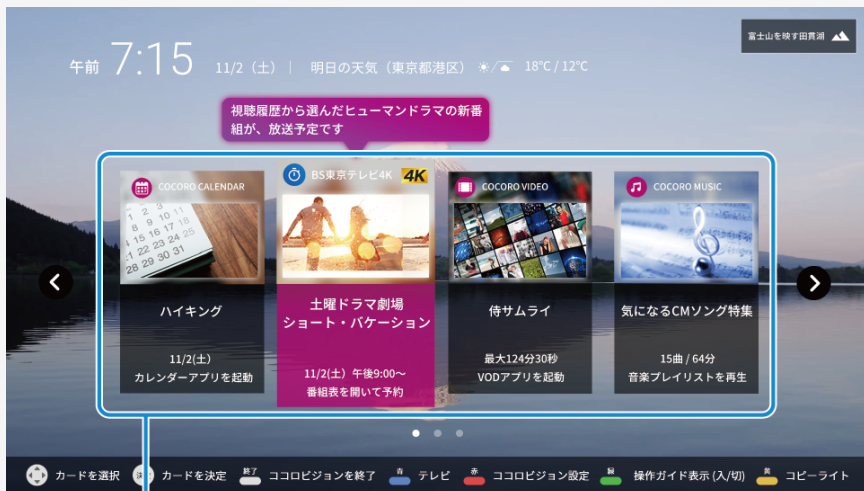 富士山を映す田貫湖
午前 7:15 11/2（土）| 明日の天気（東京都港区） 18℃ / 12℃
視聴履歴から選んだヒューマンドラマの新番
組が、放送予定です
COCORO CALENDAR
ハイキング
11/2(土)
カレンダーアプリを起動
BS東京テレビ4K 4K
土曜ドラマ劇場
ショート・バケーション
11/2(土) 午後9:00～
番組表を開いて予約
COCORO VIDEO
侍サムライ
最大124分30秒
VODアプリを起動
COCORO MUSIC
気になるCMソング特集
15曲 / 64分
音楽プレイリストを再生
カードを選択 カードを決定 終了 ココロビジョンを終了 青 テレビ 赤 ココロビジョン設定 緑 操作ガイド表示 (入/切) 黄 コピーライト